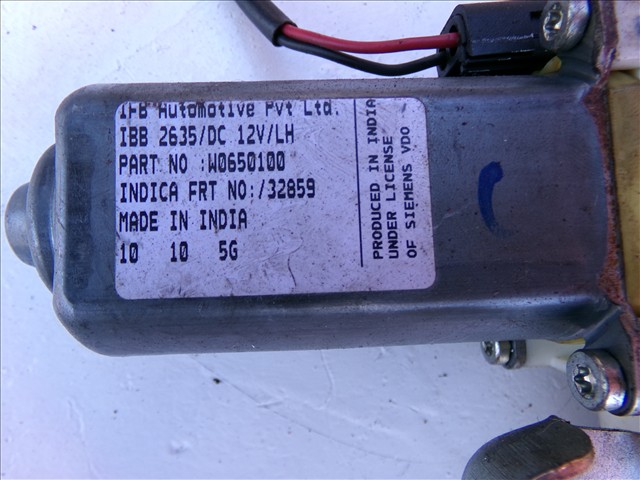 IFB Automotive Pvt Ltd.
IBB 2635/DC 12V/LH
PART NO :W0650100
INDICA FRT NO:/32859
MADE IN INDIA
10 10 5G
PRODUCED IN INDIA
UNDER LICENSE
OF SIEMENS VDO